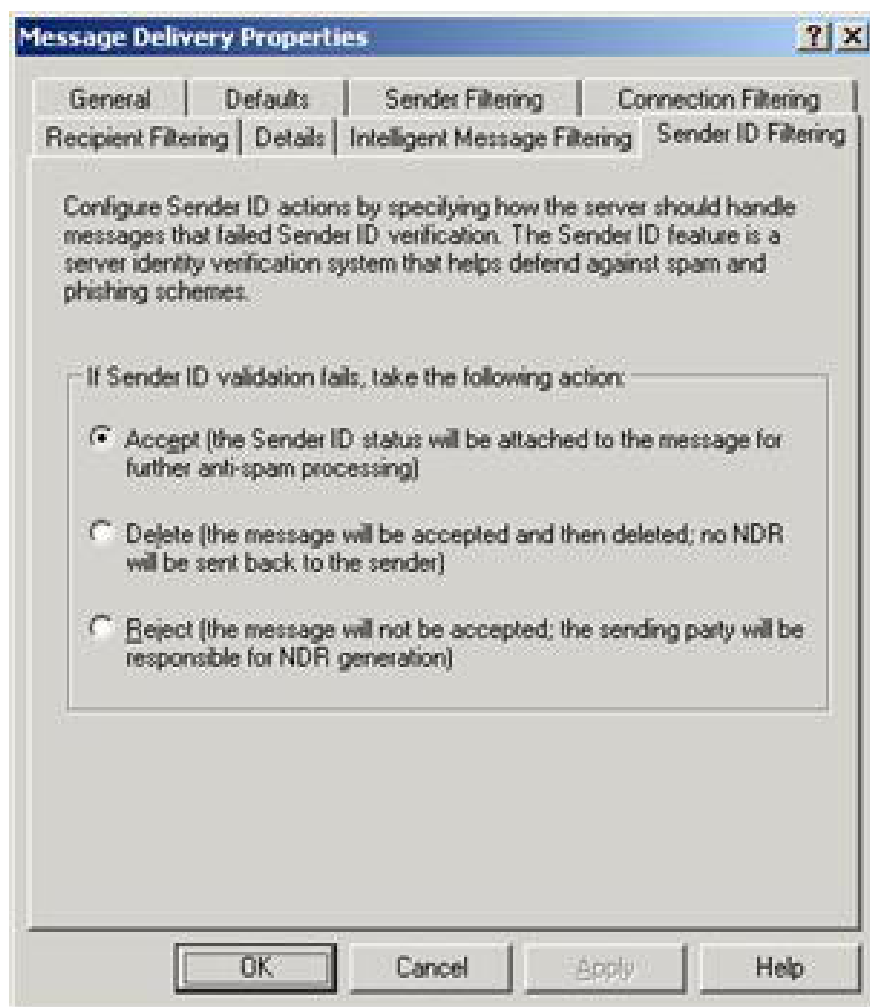 Message Delivery Properties
General Defaults Sender Filtering Connection Filtering
Recipient Filtering Details Intelligent Message Filtering Sender ID Filtering
Configure Sender ID actions by specifying how the server should handle
messages that failed Sender ID verification. The Sender ID feature is a
server identity verification system that helps defend against spam and
phishing schemes.
If Sender ID validation fails, take the following action:
Accept (the Sender ID status will be attached to the message for
further anti-spam processing)
Delete (the message will be accepted and then deleted; no NDR
will be sent back to the sender)
Reject (the message will not be accepted; the sending party will be
responsible for NDR generation)
OK Cancel Apply Help